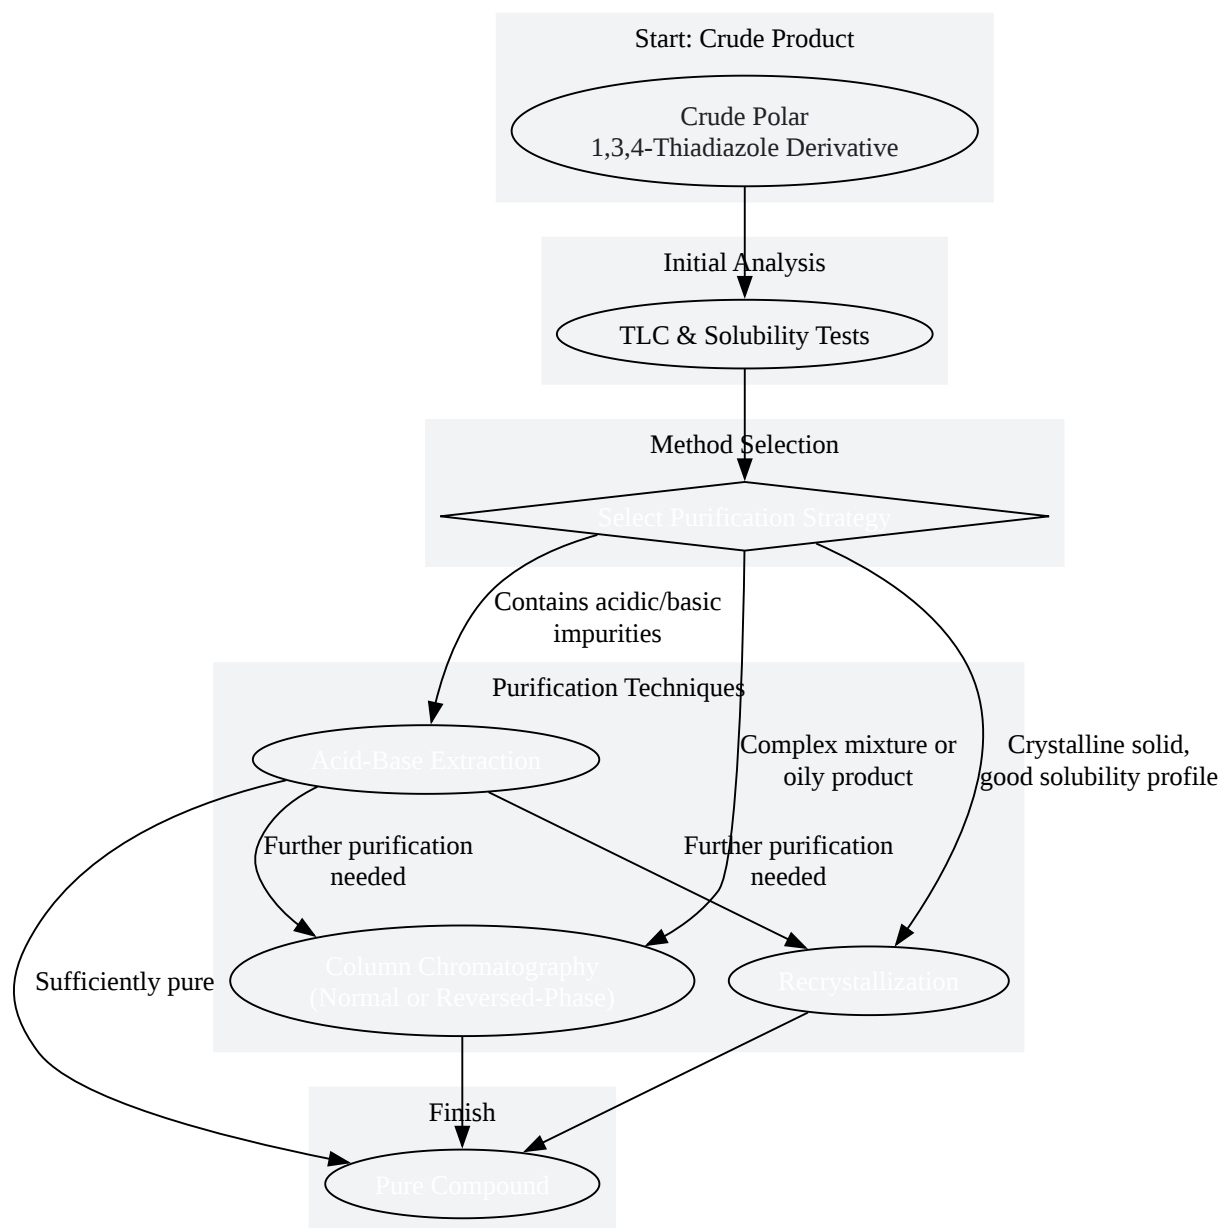 Start: Crude Product
Crude Polar
1,3,4-Thiadiazole Derivative
Initial Analysis
TLC & Solubility Tests
Method Selection
Select Purification Strategy
Contains acidic/basic
impurities
Purification Techniques
Acid-Base Extraction
Complex mixture or
oily product
Crystalline solid,
good solubility profile
Further purification
needed
Further purification
needed
Sufficiently pure
Column Chromatography
(Normal or Reversed-Phase)
Recrystallization
Finish
Pure Compound